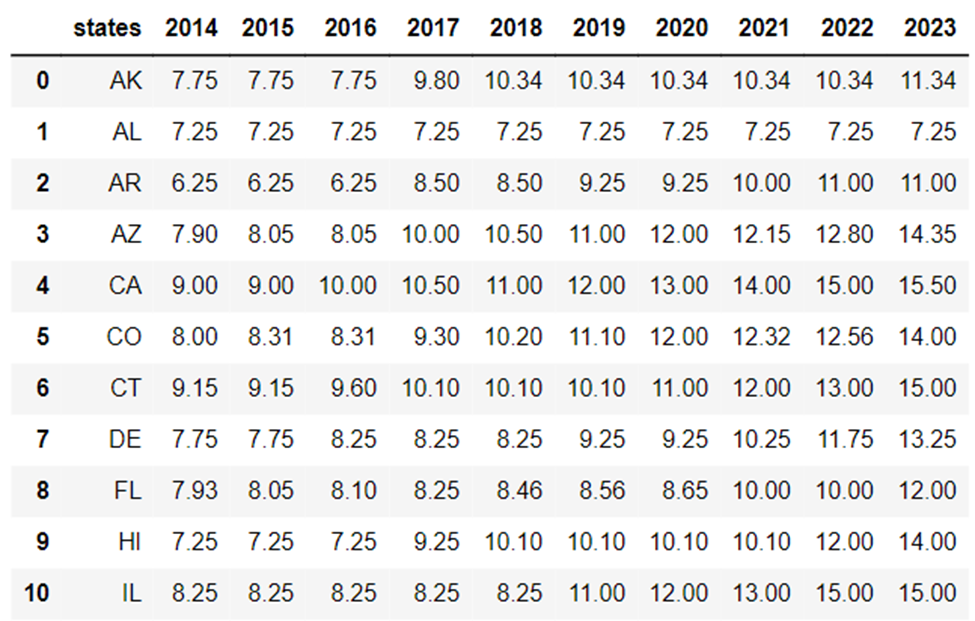 states 2014 2015 2016 2017 2018 2019 2020 2021 2022 2023
0 AK 7.75 7.75 7.75 9.80 10.34 10.34 10.34 10.34 10.34 11.34
1 AL 7.25 7.25 7.25 7.25 7.25 7.25 7.25 7.25 7.25 7.25
2 AR 6.25 6.25 6.25 8.50 8.50 9.25 9.25 10.00 11.00 11.00
3 AZ 7.90 8.05 8.05 10.00 10.50 11.00 12.00 12.15 12.80 14.35
4 CA 9.00 9.00 10.00 10.50 11.00 12.00 13.00 14.00 15.00 15.50
5 CO 8.00 8.31 8.31 9.30 10.20 11.10 12.00 12.32 12.56 14.00
6 CT 9.15 9.15 9.60 10.10 10.10 10.10 11.00 12.00 13.00 15.00
7 DE 7.75 7.75 8.25 8.25 8.25 9.25 9.25 10.25 11.75 13.25
8 FL 7.93 8.05 8.10 8.25 8.46 8.56 8.65 10.00 10.00 12.00
9 HI 7.25 7.25 7.25 9.25 10.10 10.10 10.10 10.10 12.00 14.00
10 IL 8.25 8.25 8.25 8.25 8.25 11.00 12.00 13.00 15.00 15.00